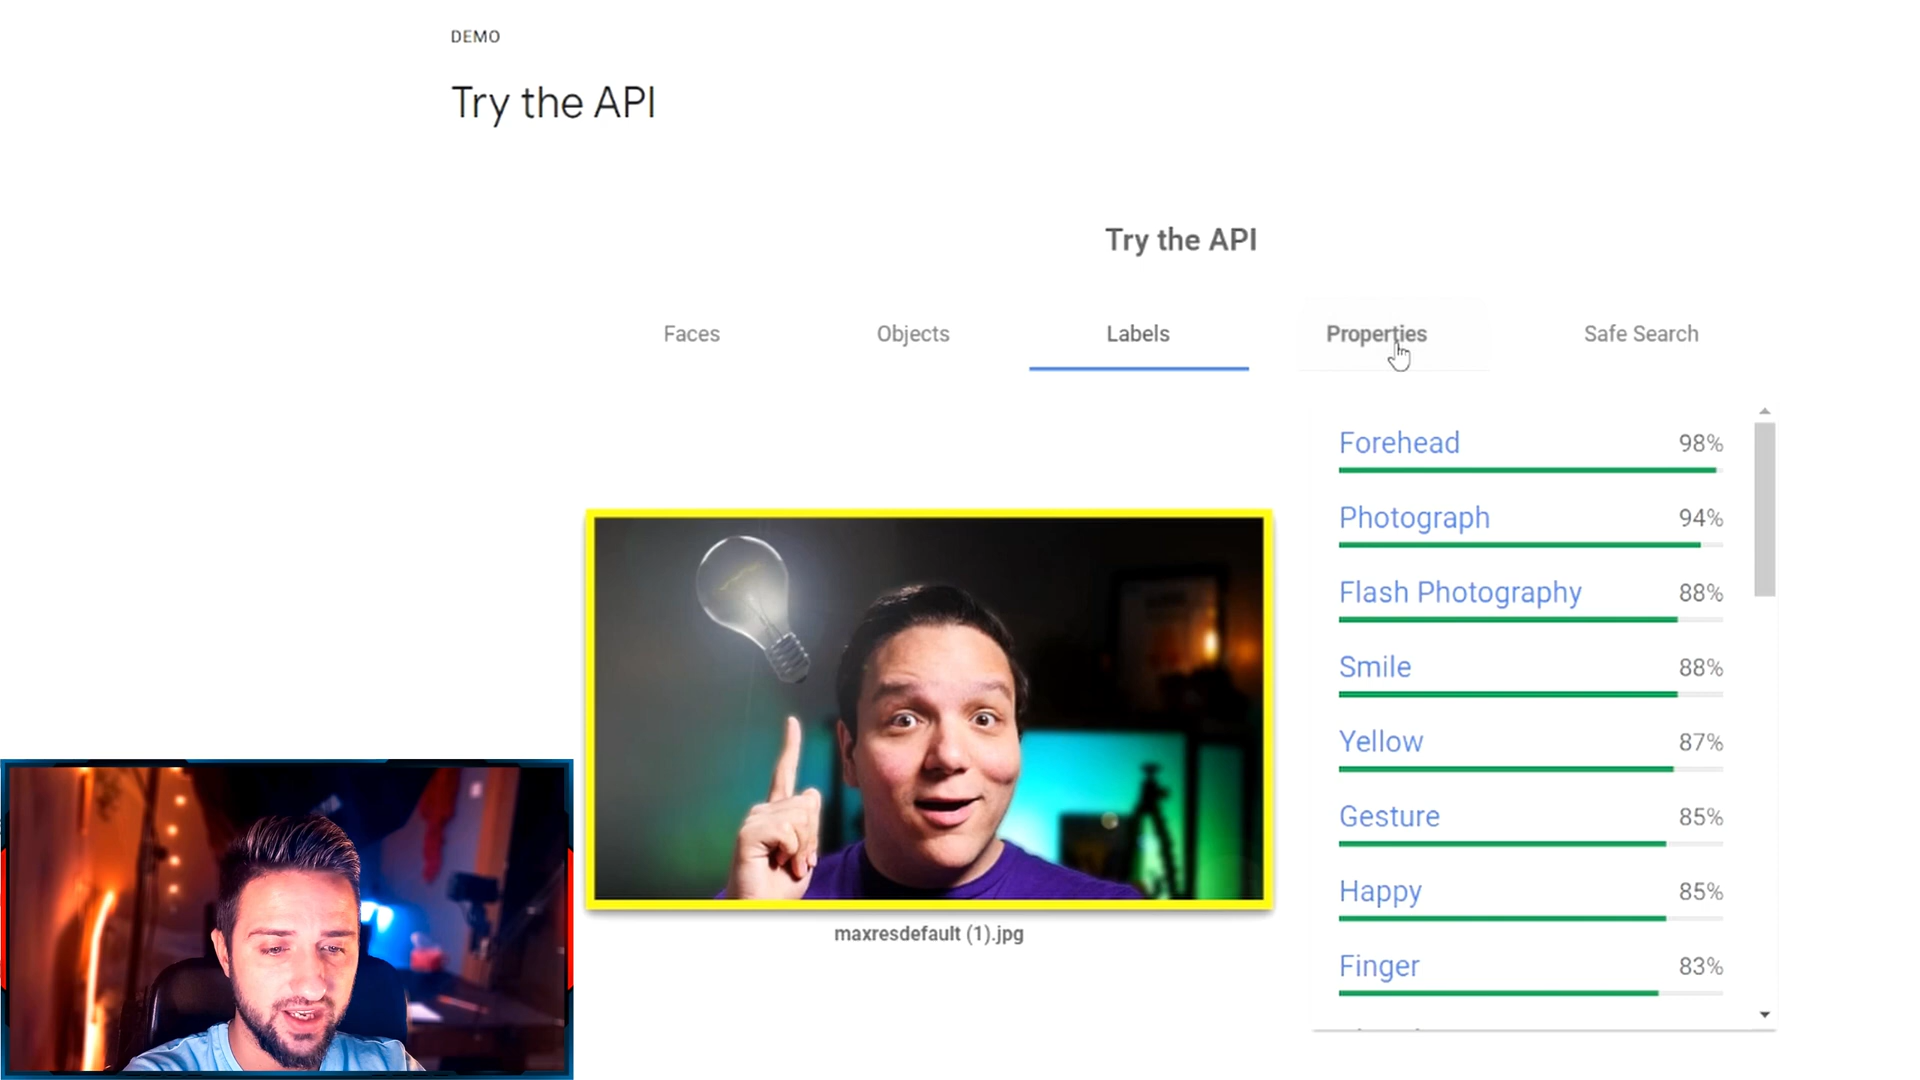 DEMO
Try the API
Try the API
Faces
Objects
Labels
Properties
Safe Search
Forehead 98%
Photograph 94%
Flash Photography 88%
Smile 88%
Yellow 87%
Gesture 85%
Happy 85%
Finger 83%
maxresdefault (1).jpg